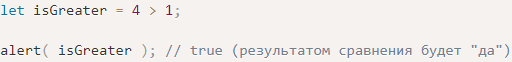 let isGreater = 4 > 1;
alert( isGreater ); // true (результатом сравнения будет "да")